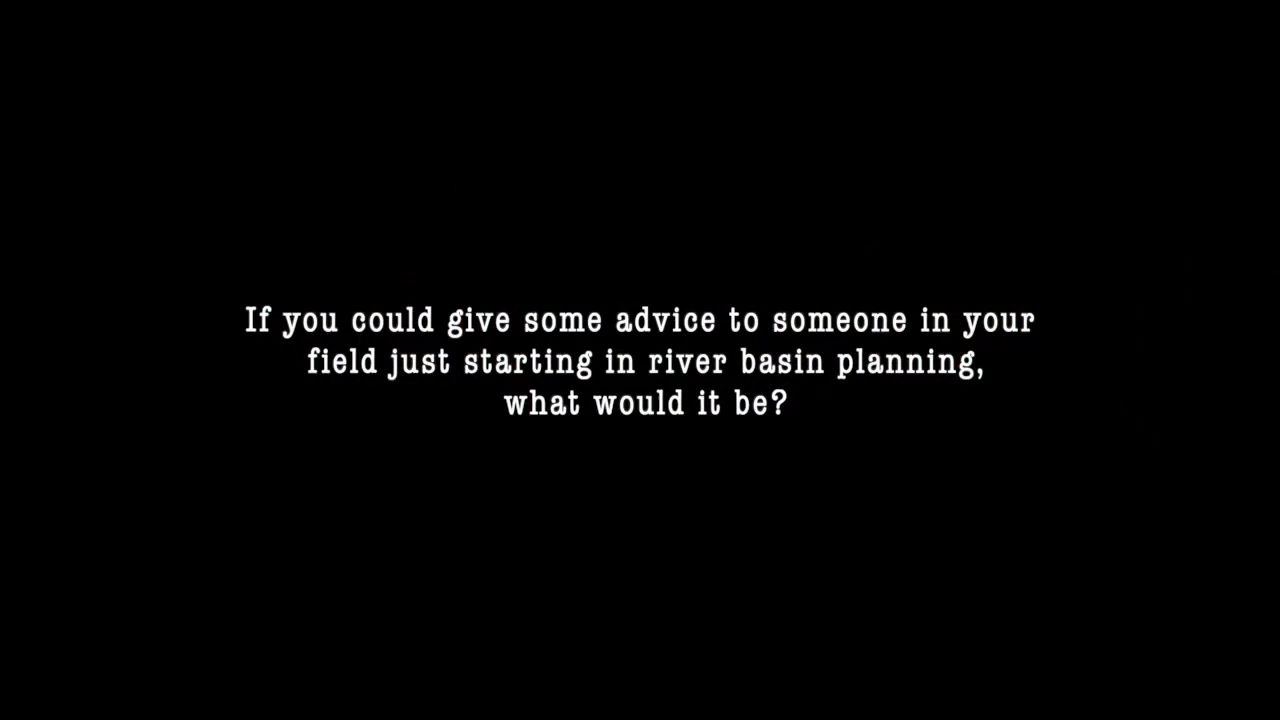 If you could give some advice to someone in your
field just starting in river basin planning,
what would it be?